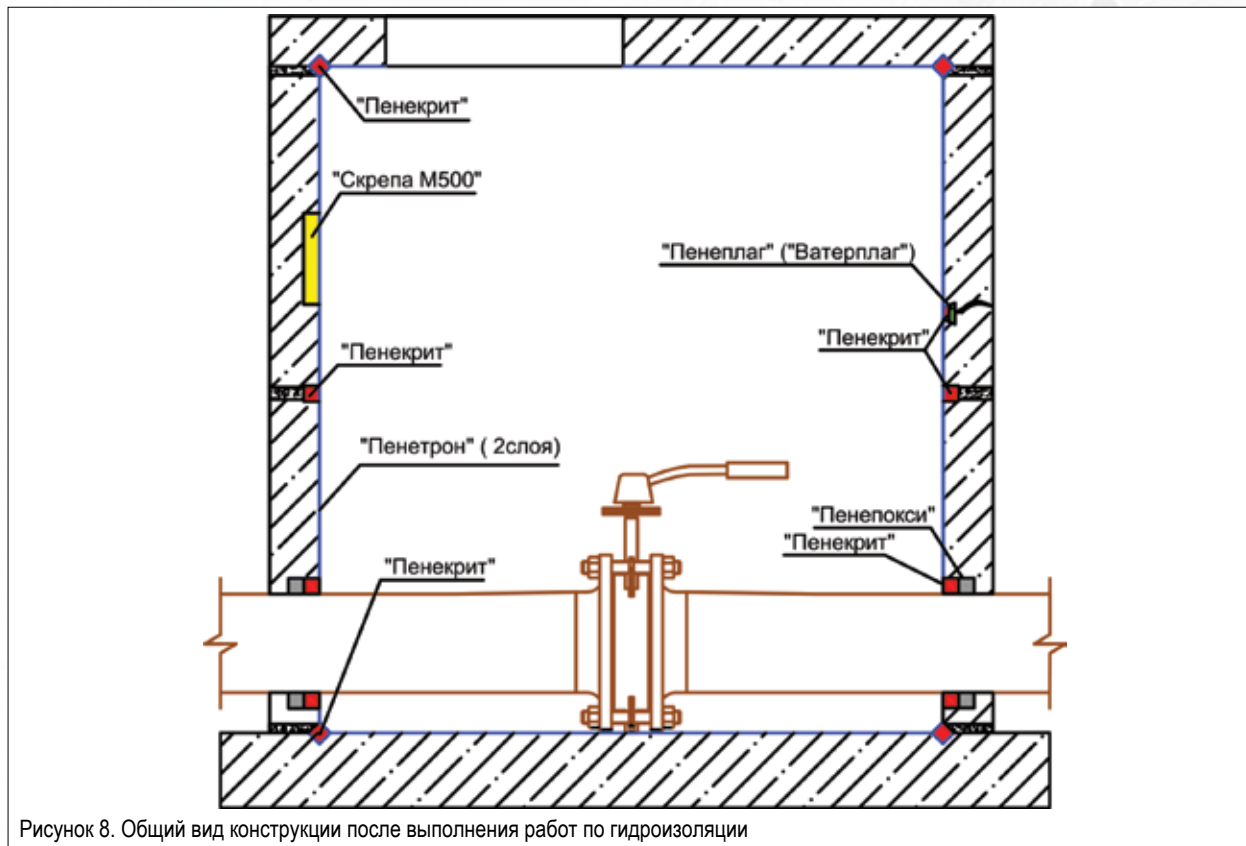 "Пенекрит"
"Скрепа М500"
"Пенеплаг" ("Ватерплаг")
"Пенекрит"
"Пенекрит"
"Пенетрон" ( 2слоя)
"Пенепокси"
"Пенекрит"
"Пенекрит"
Рисунок 8. Общий вид конструкции после выполнения работ по гидроизоляции